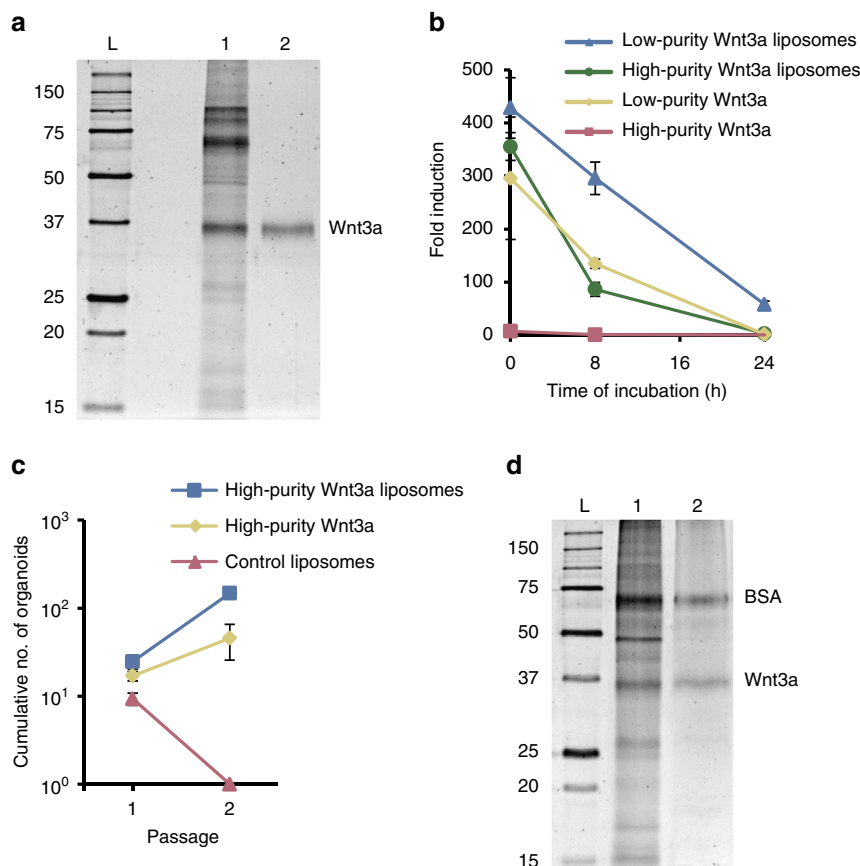 a
L 1 2
150
75
50
37
25
20
15
Wnt3a
b
Low-purity Wnt3a liposomes
High-purity Wnt3a liposomes
Low-purity Wnt3a
High-purity Wnt3a
Fold induction
500
400
300
200
100
0
0 8 16 24
Time of incubation (h)
c
High-purity Wnt3a liposomes
High-purity Wnt3a
Control liposomes
Cumulative no. of organoids
10³
10²
10¹
10⁰
1 2
Passage
d
L 1 2
150
75
50
37
25
20
15
BSA
Wnt3a